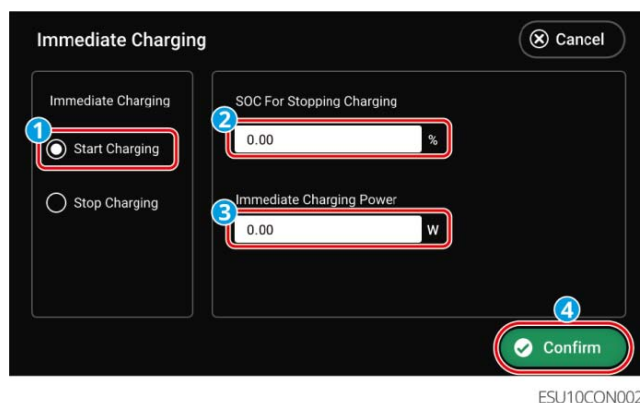 Immediate Charging
Cancel
Immediate Charging
1
Start Charging
Stop Charging
SOC For Stopping Charging
2
0.00 %
Immediate Charging Power
3
0.00 W
4
Confirm
ESU10CON002